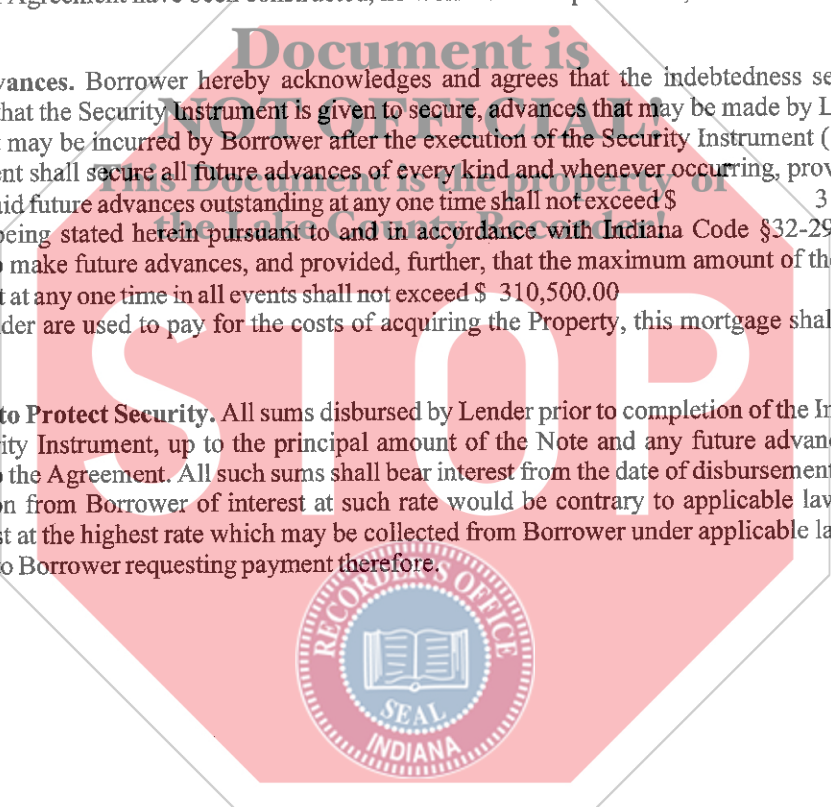 Document is
NOT OFFICIAL!
This Document is the property of
the Lake County Recorder!
vances. Borrower hereby acknowledges and agrees that the indebtedness se
hat the Security Instrument is given to secure, advances that may be made by L
may be incurred by Borrower after the execution of the Security Instrument (
nt shall secure all future advances of every kind and whenever occurring, prov
id future advances outstanding at any one time shall not exceed $ 3
being stated herein pursuant to and in accordance with Indiana Code §32-29
make future advances, and provided, further, that the maximum amount of th
t at any one time in all events shall not exceed $ 310,500.00
der are used to pay for the costs of acquiring the Property, this mortgage shal
STOP
to Protect Security. All sums disbursed by Lender prior to completion of the In
rity Instrument, up to the principal amount of the Note and any future advan
the Agreement. All such sums shall bear interest from the date of disbursement
on from Borrower of interest at such rate would be contrary to applicable lav
st at the highest rate which may be collected from Borrower under applicable la
o Borrower requesting payment therefore.
RECORDER'S OFFICE
SEAL
INDIANA